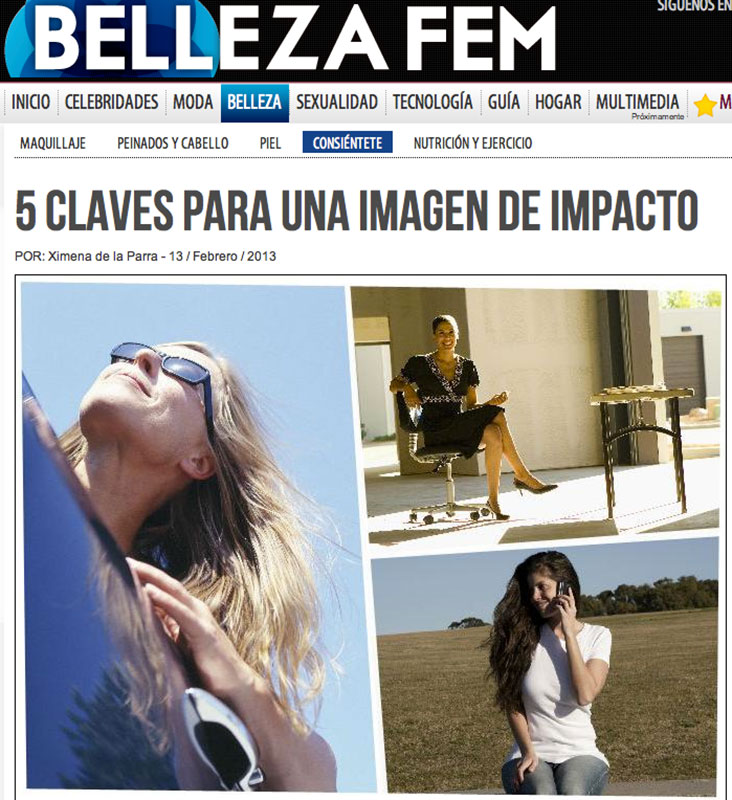 SIGUENOS EN
BELLEZA FEM
INICIO CELEBRIDADES MODA BELLEZA SEXUALIDAD TECNOLOGÍA GUÍA HOGAR MULTIMEDIA M
Próximamente
MAQUILLAJE PEINADOS Y CABELLO PIEL CONSIÉNTETE NUTRICIÓN Y EJERCICIO
5 CLAVES PARA UNA IMAGEN DE IMPACTO
POR: Ximena de la Parra - 13 / Febrero / 2013